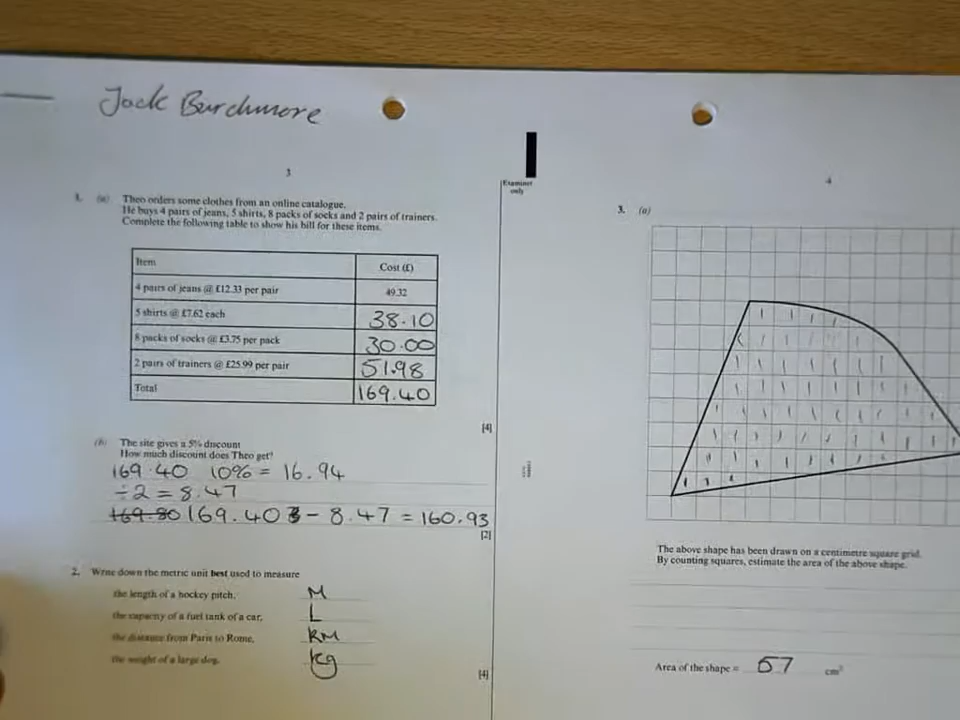 Jack Burchmore
3
Examiner only
1. (a) Theo orders some clothes from an online catalogue.
He buys 4 pairs of jeans, 5 shirts, 8 packs of socks and 2 pairs of trainers.
Complete the following table to show his bill for these items.
Item Cost (£)
4 pairs of jeans @ £12.33 per pair 49.32
5 shirts @ £7.62 each 38.10
8 packs of socks @ £3.75 per pack 30.00
2 pairs of trainers @ £25.99 per pair 51.98
Total 169.40
[4]
(b) The site gives a 5% discount
How much discount does Theo get?
169.40 10% = 16.94
÷2 = 8.47
169.80 169.40 - 8.47 = 160.93
[2]
2. Write down the metric unit best used to measure
the length of a hockey pitch, M
the capacity of a fuel tank of a car, L
the distance from Paris to Rome, KM
the weight of a large dog. kg
[4]
4
3. (a)
The above shape has been drawn on a centimetre square grid.
By counting squares, estimate the area of the above shape.
Area of the shape = 57 cm²